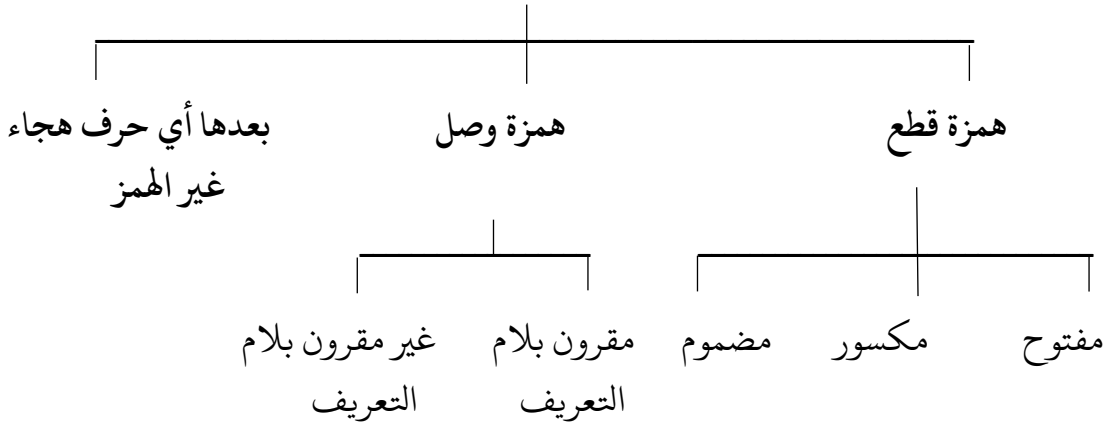 همزة قطع
همزة وصل
بعدها أي حرف هجاء
غير الهمز
مفتوح
مكسور
مضموم
مقرون بلام
التعريف
غير مقرون بلام
التعريف